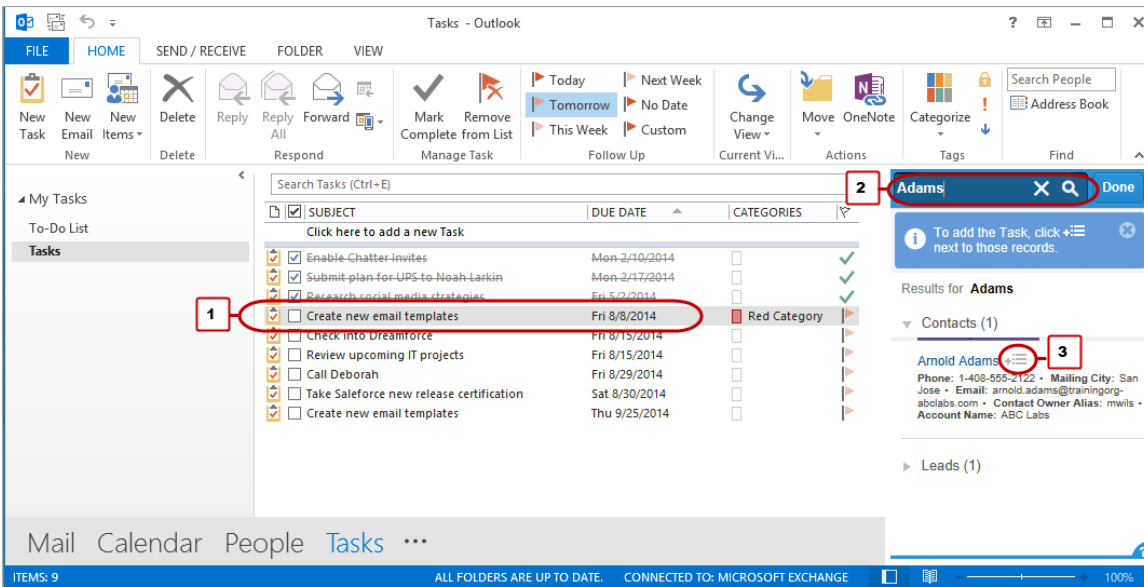 Tasks - Outlook
FILE HOME SEND / RECEIVE FOLDER VIEW
New Task
New Email
New Items
Delete
Reply
Reply All
Forward
Mark Complete
Remove from List
Today
Tomorrow
This Week
Next Week
No Date
Custom
Change View
Move
OneNote
Categorize
Search People
Address Book
New Delete Respond Manage Task Follow Up Current Vi... Actions Tags Find
My Tasks
To-Do List
Tasks
Search Tasks (Ctrl+E)
SUBJECT DUE DATE CATEGORIES
Click here to add a new Task
Enable Chatter Invites Mon 2/10/2014
Submit plan for UPS to Noah Larkin Mon 2/17/2014
Research social media strategies Fri 5/2/2014
1 Create new email templates Fri 8/8/2014 Red Category
Check into Dreamforce Fri 8/15/2014
Review upcoming IT projects Fri 8/15/2014
Call Deborah Fri 8/29/2014
Take Saleforce new release certification Sat 8/30/2014
Create new email templates Thu 9/25/2014
2 Adams Done
To add the Task, click +
next to those records.
Results for Adams
Contacts (1)
Arnold Adams 3
Phone: 1-408-555-2122 • Mailing City: San
Jose • Email: arnold.adams@trainingorg-
abclabs.com • Contact Owner Alias: mwils •
Account Name: ABC Labs
Leads (1)
Mail Calendar People Tasks •••
ITEMS: 9 ALL FOLDERS ARE UP TO DATE. CONNECTED TO: MICROSOFT EXCHANGE 100%